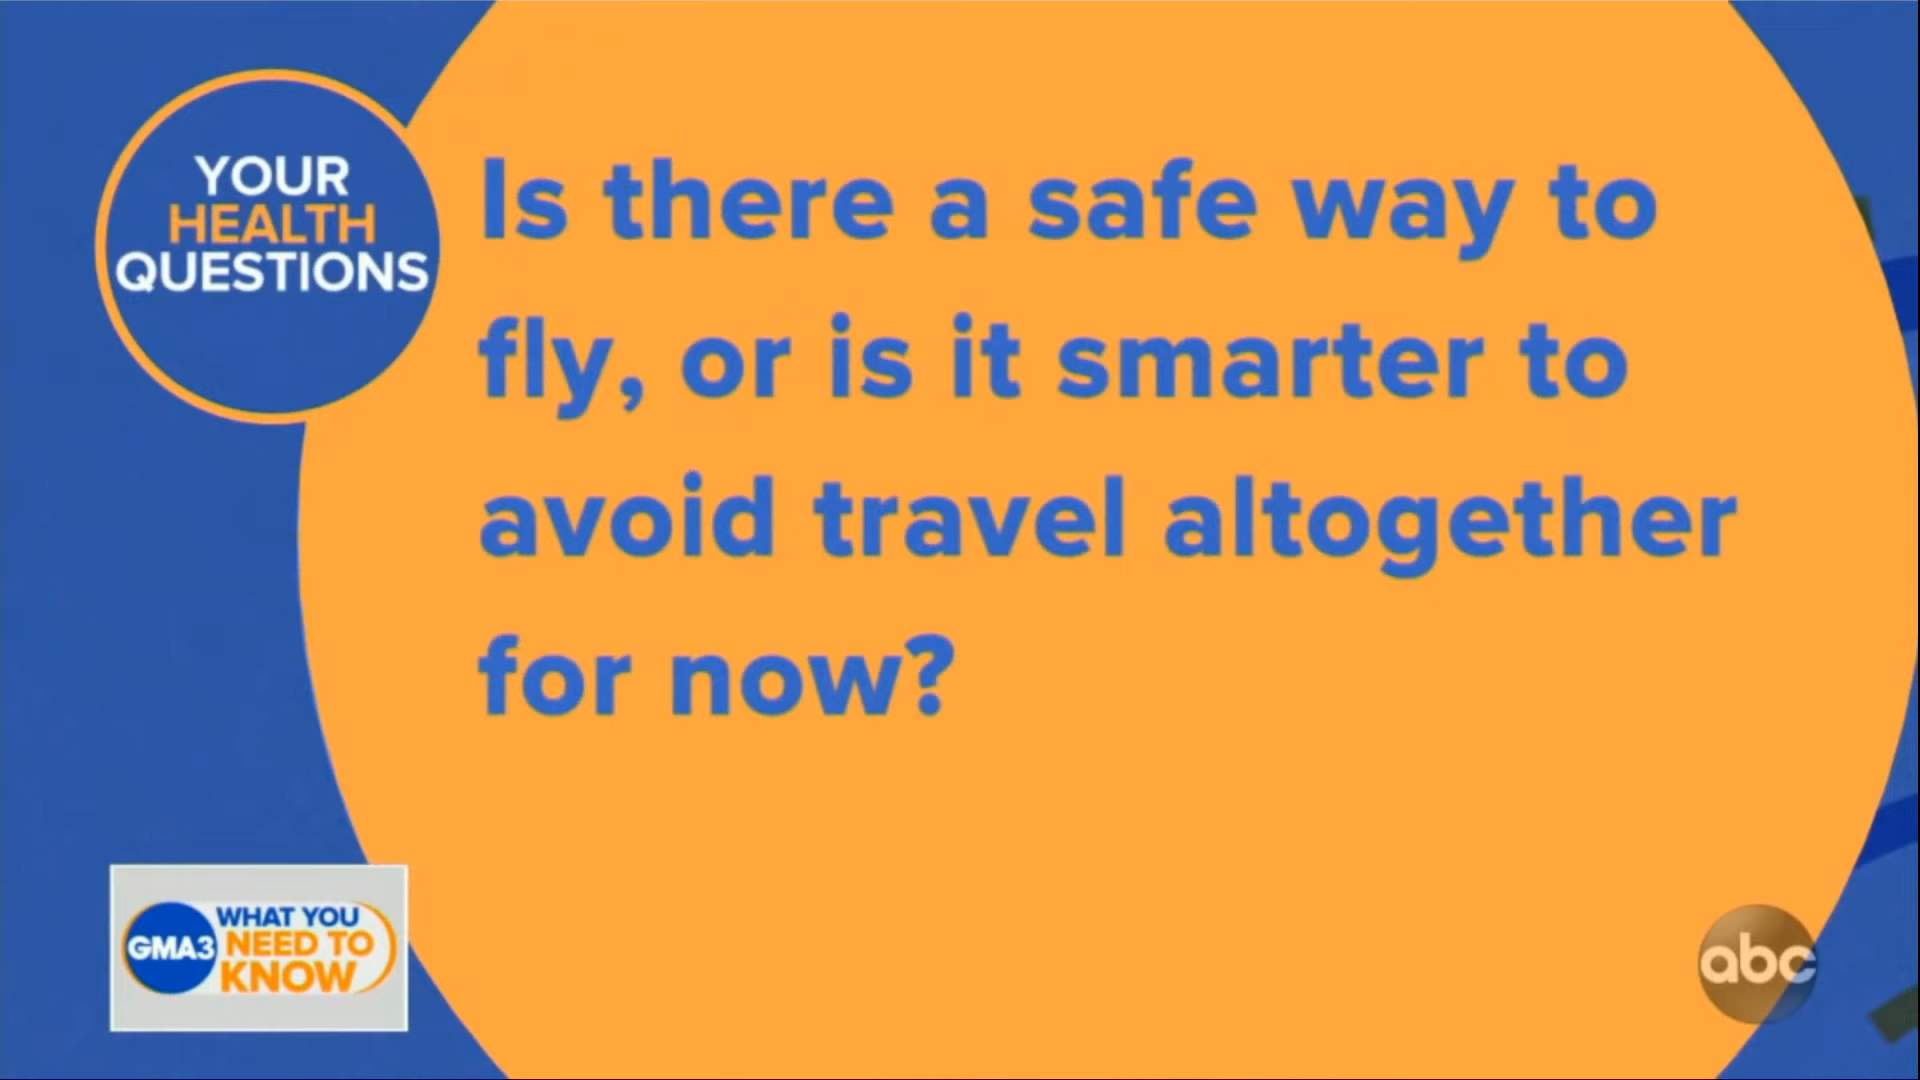 YOUR
HEALTH
QUESTIONS
Is there a safe way to
fly, or is it smarter to
avoid travel altogether
for now?
GMA3
WHAT YOU
NEED TO
KNOW
abc